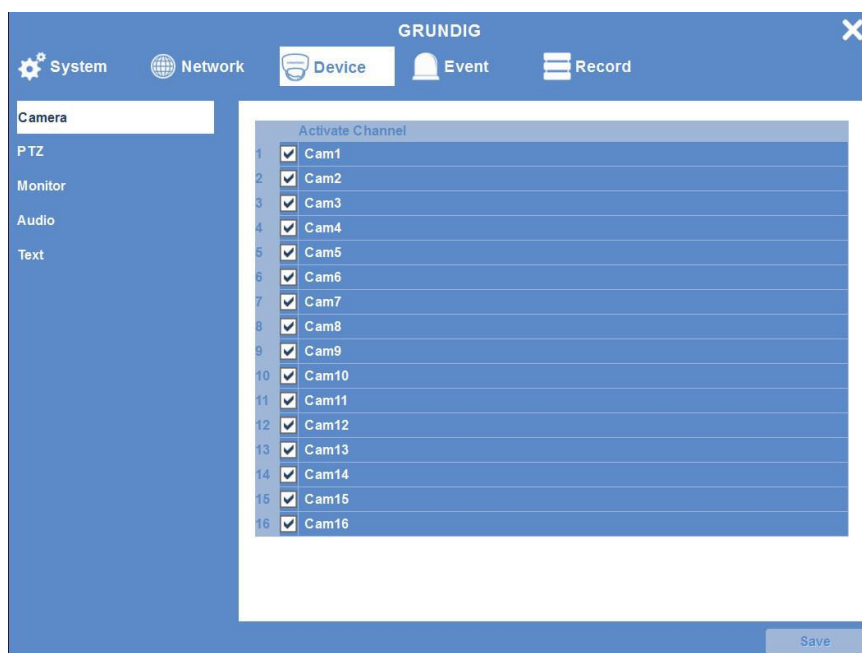 GRUNDIG
System Network Device Event Record
Camera
PTZ
Monitor
Audio
Text
Activate Channel
1 Cam1
2 Cam2
3 Cam3
4 Cam4
5 Cam5
6 Cam6
7 Cam7
8 Cam8
9 Cam9
10 Cam10
11 Cam11
12 Cam12
13 Cam13
14 Cam14
15 Cam15
16 Cam16
Save